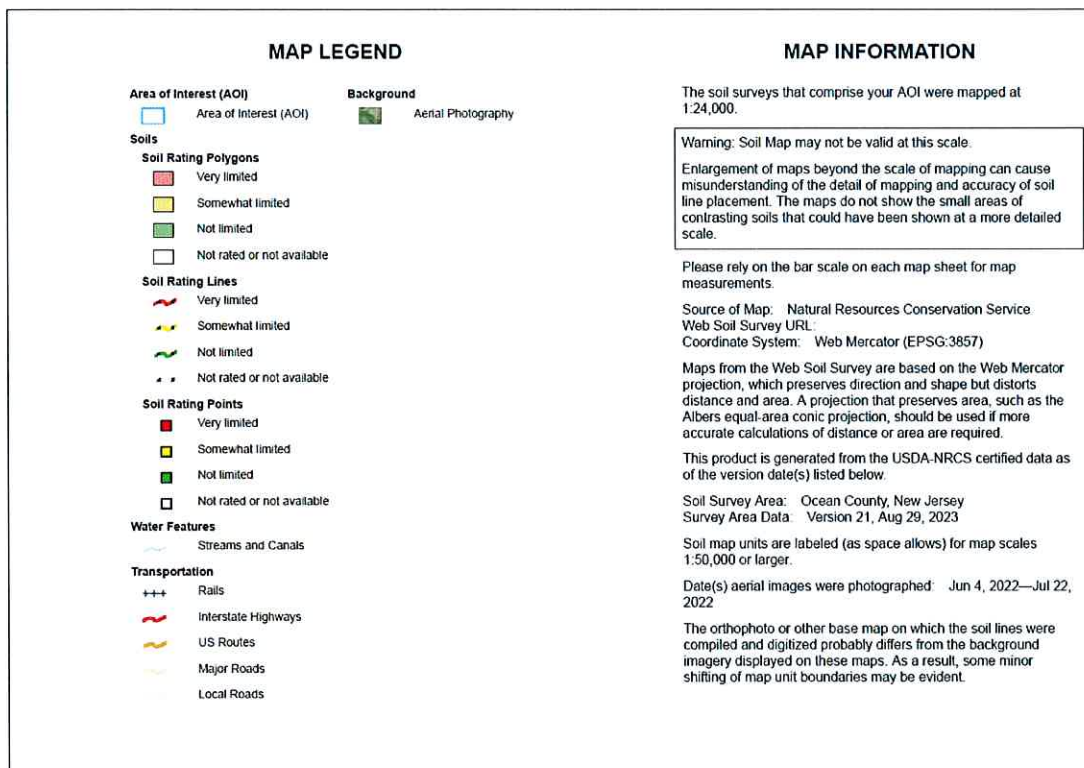 MAP LEGEND
Area of Interest (AOI)
Area of Interest (AOI)
Soils
Soil Rating Polygons
Very limited
Somewhat limited
Not limited
Not rated or not available
Soil Rating Lines
Very limited
Somewhat limited
Not limited
Not rated or not available
Soil Rating Points
Very limited
Somewhat limited
Not limited
Not rated or not available
Water Features
Streams and Canals
Transportation
Rails
Interstate Highways
US Routes
Major Roads
Local Roads
Background
Aerial Photography
MAP INFORMATION
The soil surveys that comprise your AOI were mapped at
1:24,000.
Warning: Soil Map may not be valid at this scale.
Enlargement of maps beyond the scale of mapping can cause
misunderstanding of the detail of mapping and accuracy of soil
line placement. The maps do not show the small areas of
contrasting soils that could have been shown at a more detailed
scale.
Please rely on the bar scale on each map sheet for map
measurements.
Source of Map: Natural Resources Conservation Service
Web Soil Survey URL:
Coordinate System: Web Mercator (EPSG:3857)
Maps from the Web Soil Survey are based on the Web Mercator
projection, which preserves direction and shape but distorts
distance and area. A projection that preserves area, such as the
Albers equal-area conic projection, should be used if more
accurate calculations of distance or area are required.
This product is generated from the USDA-NRCS certified data as
of the version date(s) listed below.
Soil Survey Area: Ocean County, New Jersey
Survey Area Data: Version 21, Aug 29, 2023
Soil map units are labeled (as space allows) for map scales
1:50,000 or larger.
Date(s) aerial images were photographed: Jun 4, 2022—Jul 22,
2022
The orthophoto or other base map on which the soil lines were
compiled and digitized probably differs from the background
imagery displayed on these maps. As a result, some minor
shifting of map unit boundaries may be evident.